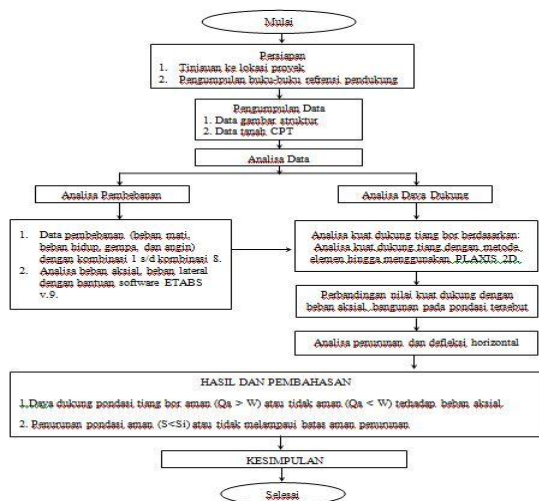 Mulai
Persiapan
1. Tinjauan ke lokasi proyek
2. Pengumpulan buku-buku refrensi pendukung
Pengumpulan Data
1. Data gambar struktur
2. Data tanah CPT
Analisa Data
Analisa Pembebanan
Analisa Daya Dukung
1. Data pembebanan (beban mati,
beban hidup, gempa, dan angin)
dengan kombinasi 1 s/d kombinasi 8.
2. Analisa beban aksial, beban lateral
dengan bantuan software ETABS
v.9.
Analisa kuat dukung tiang bor berdasarkan:
Analisa kuat dukung tiang dengan metode
elemen hingga menggunakan PLAXIS 2D.
Perbandingan nilai kuat dukung dengan
beban aksial bangunan pada pondasi tersebut
Analisa penurunan dan defleksi horizontal
HASIL DAN PEMBAHASAN
1.Daya dukung pondasi tiang bor aman (Qa > W) atau tidak aman (Qa < W) terhadap beban aksial.
2. Penurunan pondasi aman (S<Si) atau tidak melampaui batas aman penurunan.
KESIMPULAN
Selesai